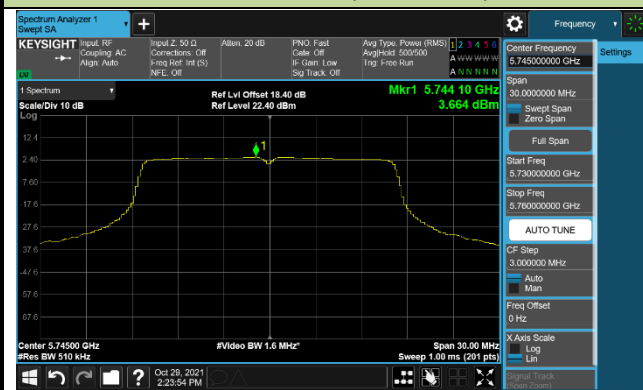 Spectrum Analyzer 1
Swept SA
+
Frequency
KEYSIGHT
Input: RF
Coupling: AC
Align: Auto
Input Z: 50 Ω
Corrections: Off
Freq Ref: Int (S)
NFE: Off
Atten: 20 dB
PNO: Fast
Gate: Off
IF Gain: Low
Sig Track: Off
Avg Type: Power (RMS)
Avg|Hold: 500/500
Trig: Free Run
1 2 3 4 5 6
A W W W W W
A N N N N N
Settings
Center Frequency
5.745000000 GHz
Span
30.0000000 MHz
Swept Span
Zero Span
Full Span
Start Freq
5.730000000 GHz
Stop Freq
5.760000000 GHz
AUTO TUNE
CF Step
3.000000 MHz
Auto
Man
Freq Offset
0 Hz
X Axis Scale
Log
Lin
Signal Track
(Span Zoom)
1 Spectrum
Scale/Div 10 dB
Log
Ref Lvl Offset 18.40 dB
Ref Level 22.40 dBm
Mkr1 5.744 10 GHz
3.664 dBm
1
12.4
2.40
-7.60
-17.6
-27.6
-37.6
-47.6
-57.6
-67.6
Center 5.74500 GHz
#Res BW 510 kHz
#Video BW 1.6 MHz*
Span 30.00 MHz
Sweep 1.00 ms (201 pts)
?
Oct 29, 2021
2:23:54 PM